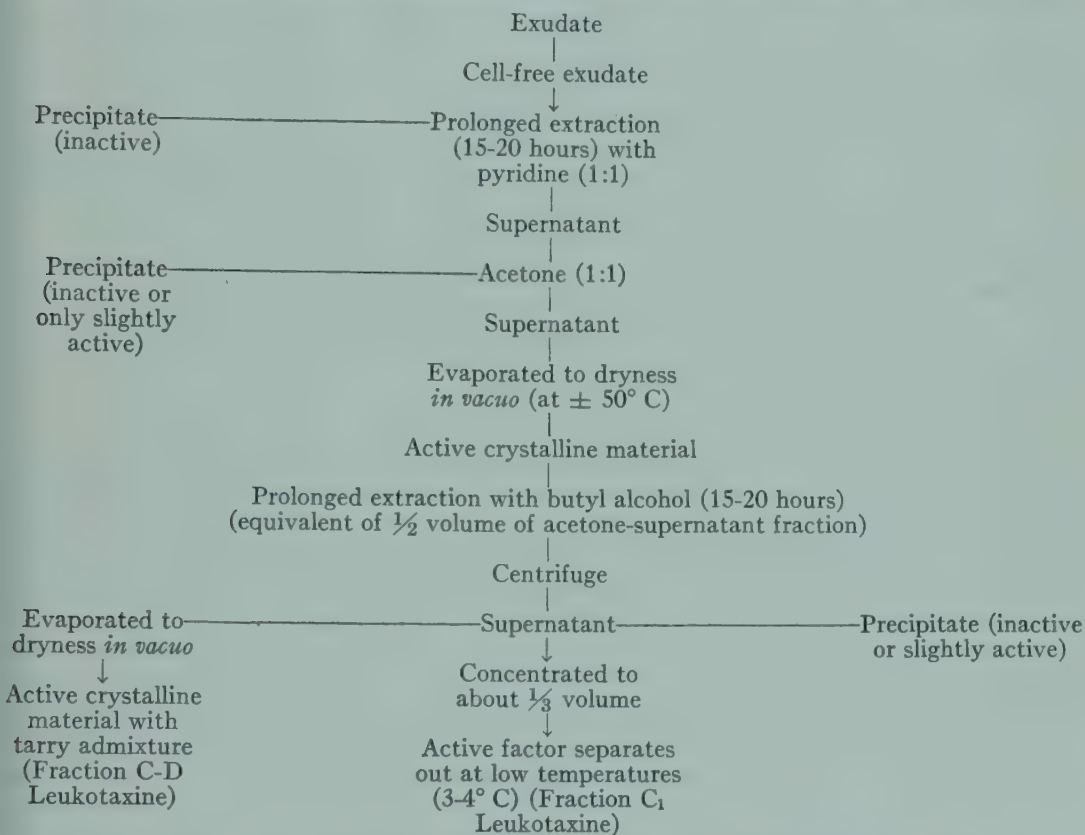 Exudate
Cell-free exudate
Precipitate
(inactive)
Prolonged extraction
(15-20 hours) with
pyridine (1:1)
Supernatant
Precipitate
(inactive or
only slightly
active)
Acetone (1:1)
Supernatant
Evaporated to dryness
in vacuo (at ± 50° C)
Active crystalline material
Prolonged extraction with butyl alcohol (15-20 hours)
(equivalent of ½ volume of acetone-supernatant fraction)
Centrifuge
Evaporated to
dryness in vacuo
Active crystalline
material with
tarry admixture
(Fraction C-D
Leukotaxine)
Supernatant
Concentrated to
about ⅓ volume
Active factor separates
out at low temperatures
(3-4° C) (Fraction C₁
Leukotaxine)
Precipitate (inactive
or slightly active)